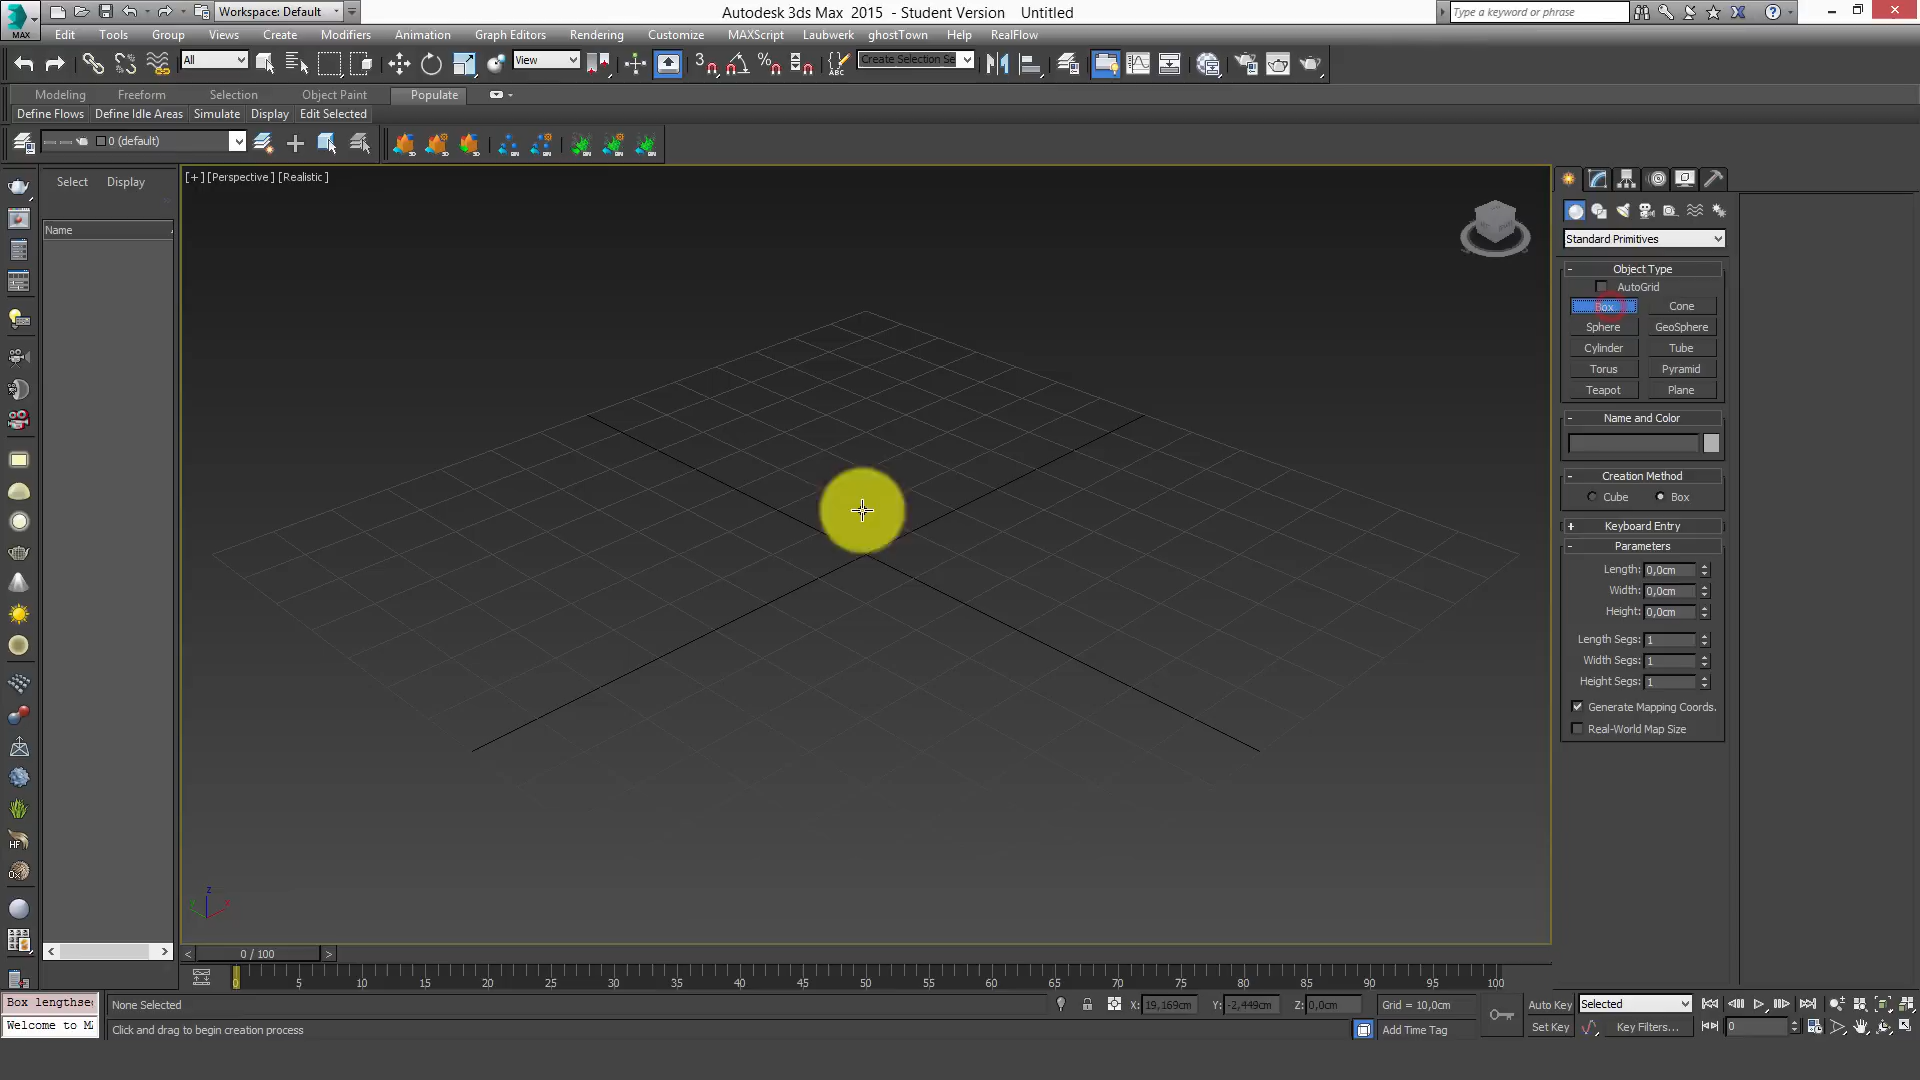 MAX
Workspace: Default
Autodesk 3ds Max  2015  - Student Version    Untitled
Type a keyword or phrase
Edit Tools Group Views Create Modifiers Animation Graph Editors Rendering Customize MAXScript Laubwerk ghostTown Help RealFlow
All
View
3
%
ABC
Create Selection Se
Modeling Freeform Selection Object Paint Populate
Define Flows Define Idle Areas Simulate Display Edit Selected
0 (default)
Select Display
[+] [Perspective] [Realistic]
Name
Standard Primitives
- Object Type
AutoGrid
Box Cone
Sphere GeoSphere
Cylinder Tube
Torus Pyramid
Teapot Plane
- Name and Color
- Creation Method
Cube Box
+ Keyboard Entry
- Parameters
Length: 0,0cm
Width: 0,0cm
Height: 0,0cm
Length Segs: 1
Width Segs: 1
Height Segs: 1
Generate Mapping Coords.
Real-World Map Size
HF
z
< 0 / 100 >
0 5 10 15 20 25 30 35 40 45 50 55 60 65 70 75 80 85 90 95 100
Box lengthse:
None Selected
X: 19,169cm Y: -2,449cm Z: 0,0cm
Grid = 10,0cm
Auto Key
Selected
Welcome to M
Click and drag to begin creation process
Add Time Tag
Set Key
Key Filters...
0